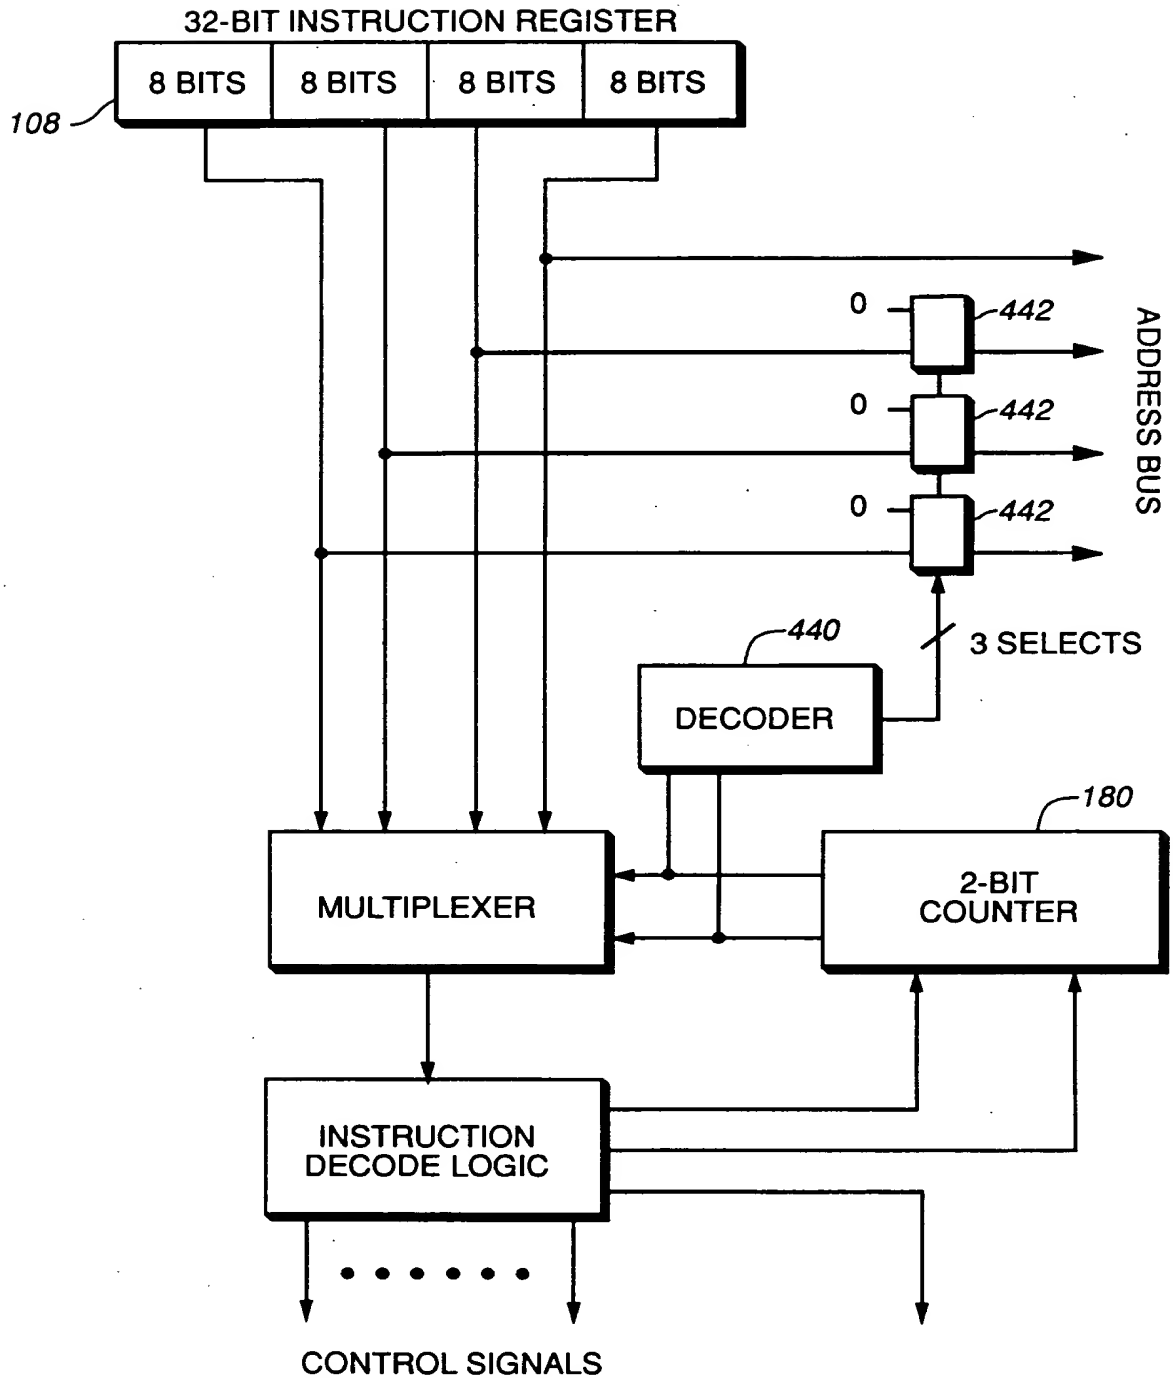 32-BIT INSTRUCTION REGISTER
8 BITS 8 BITS 8 BITS 8 BITS
108
0 442
0 442
0 442
ADDRESS BUS
3 SELECTS
440
DECODER
180
2-BIT
COUNTER
MULTIPLEXER
INSTRUCTION
DECODE LOGIC
CONTROL SIGNALS